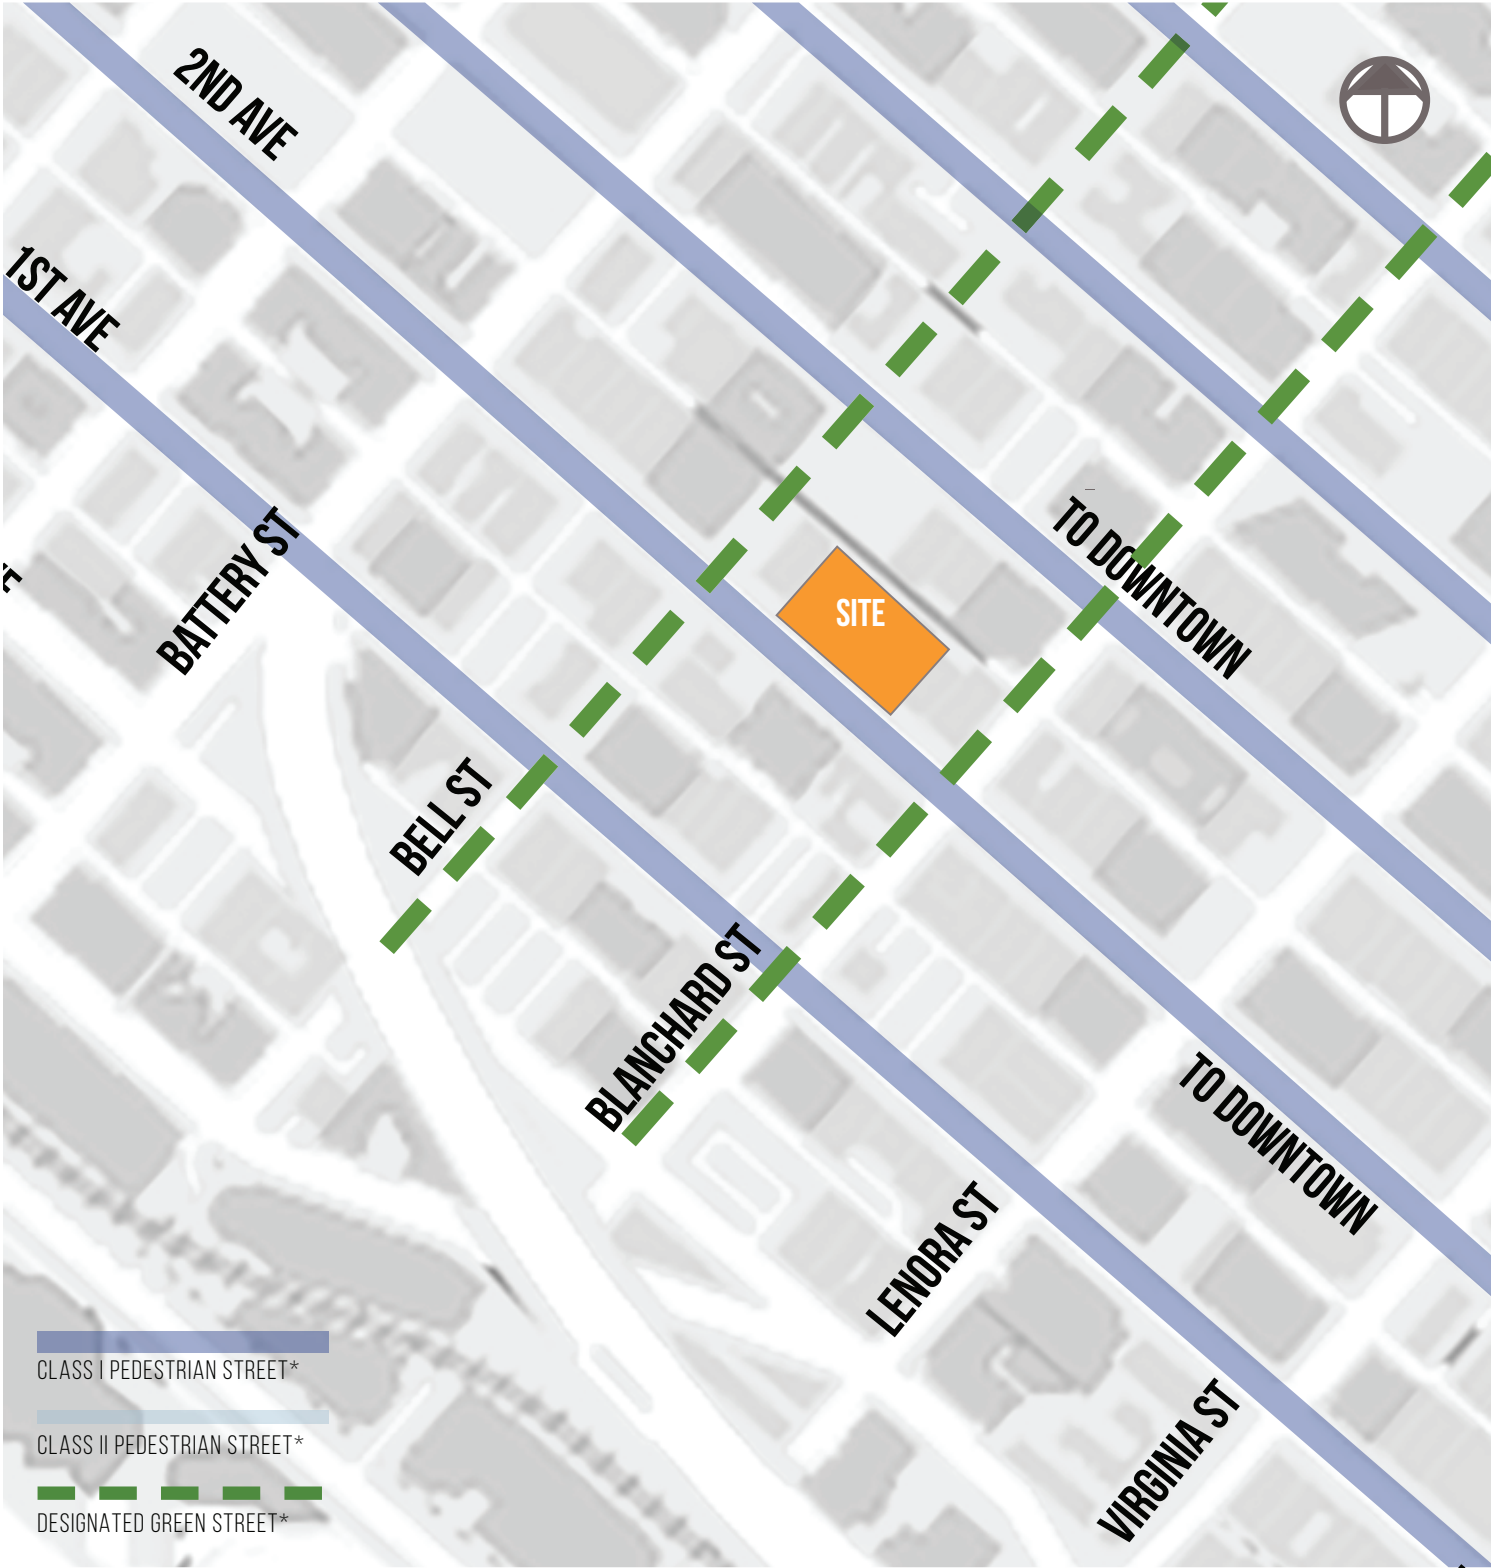 2ND AVE
1ST AVE
BATTERY ST
SITE
TO DOWNTOWN
BELL ST
BLANCHARD ST
TO DOWNTOWN
LENORA ST
VIRGINIA ST
CLASS I PEDESTRIAN STREET*
CLASS II PEDESTRIAN STREET*
DESIGNATED GREEN STREET*